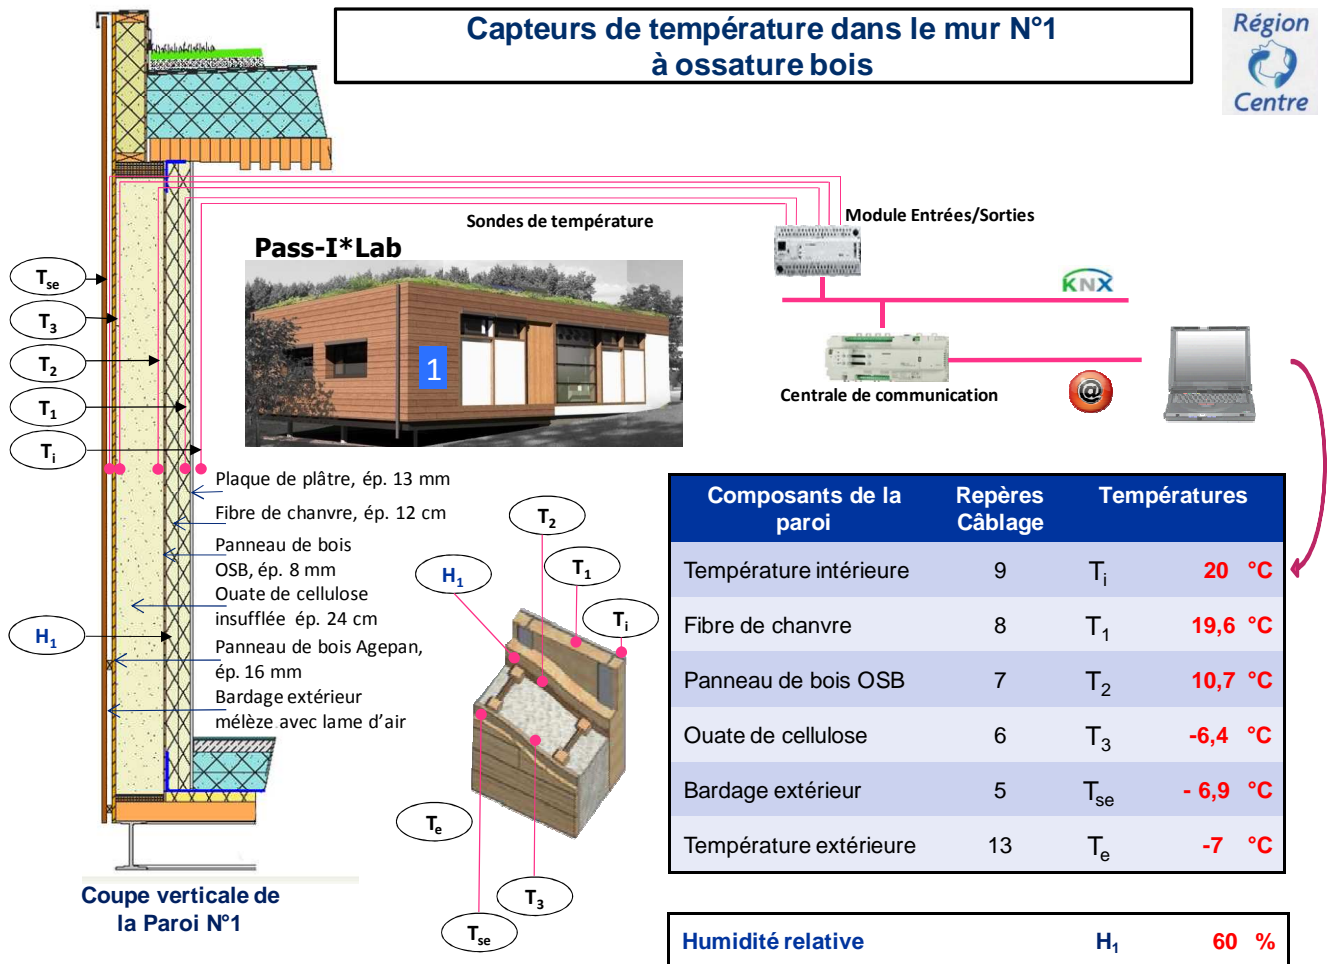 Capteurs de température dans le mur N°1
à ossature bois
Région
Centre
Sondes de température
Module Entrées/Sorties
Pass-I*Lab
KNX
1
@
Centrale de communication
Tse
T3
T2
T1
Ti
H1
Plaque de plâtre, ép. 13 mm
Fibre de chanvre, ép. 12 cm
Panneau de bois
OSB, ép. 8 mm
Ouate de cellulose
insufflée ép. 24 cm
Panneau de bois Agepan,
ép. 16 mm
Bardage extérieur
mélèze avec lame d'air
Coupe verticale de
la Paroi N°1
T2
T1
H1
Ti
Te
T3
Tse
Composants de la paroi Repères Câblage Températures
Température intérieure 9 Ti 20 °C
Fibre de chanvre 8 T1 19,6 °C
Panneau de bois OSB 7 T2 10,7 °C
Ouate de cellulose 6 T3 -6,4 °C
Bardage extérieur 5 Tse - 6,9 °C
Température extérieure 13 Te -7 °C
Humidité relative H1 60 %